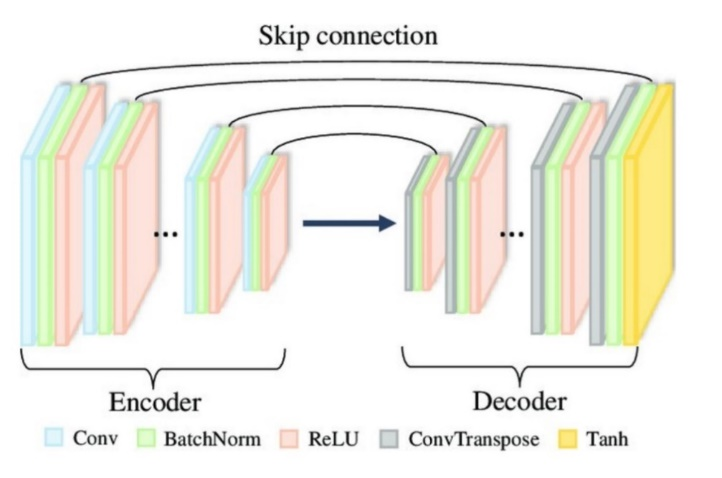 Skip connection
...
...
Encoder
Decoder
Conv
BatchNorm
ReLU
ConvTranspose
Tanh